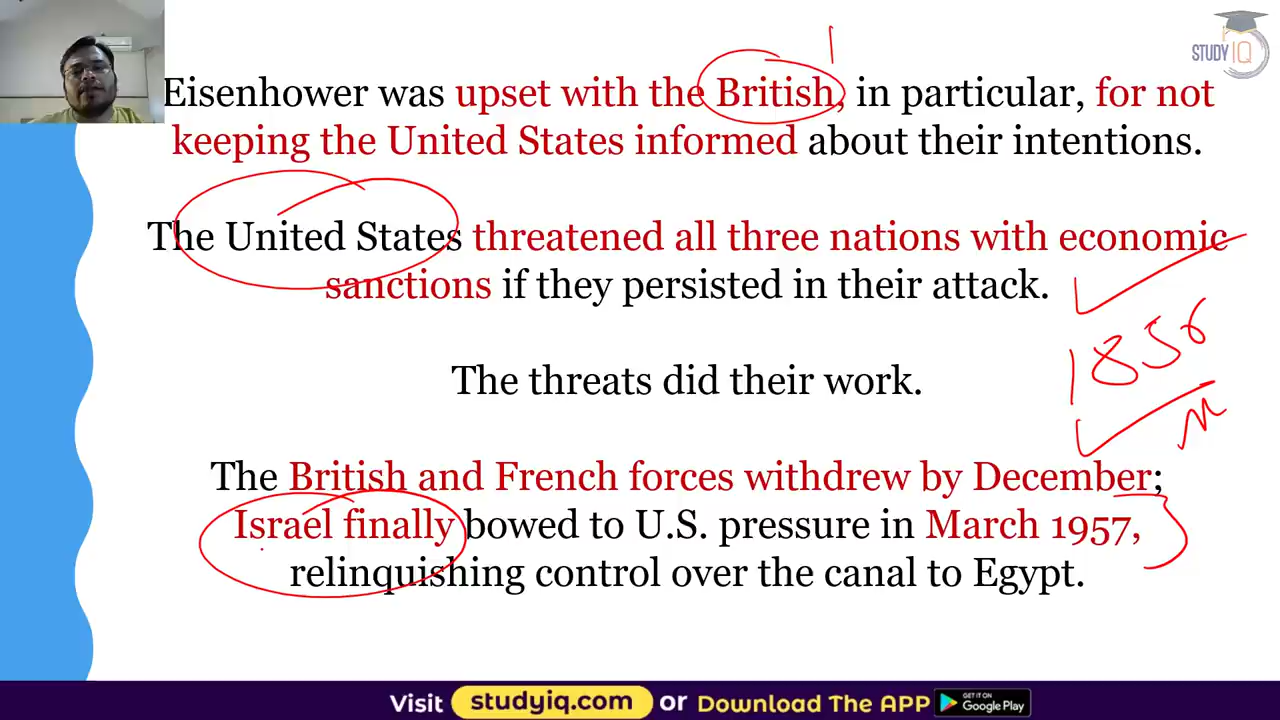 STUDY IQ
Eisenhower was upset with the British, in particular, for not
keeping the United States informed about their intentions.
The United States threatened all three nations with economic
sanctions if they persisted in their attack.
1856
The threats did their work.
The British and French forces withdrew by December;
Israel finally bowed to U.S. pressure in March 1957,
relinquishing control over the canal to Egypt.
Visit studyiq.com or Download The APP GET IT ON Google Play